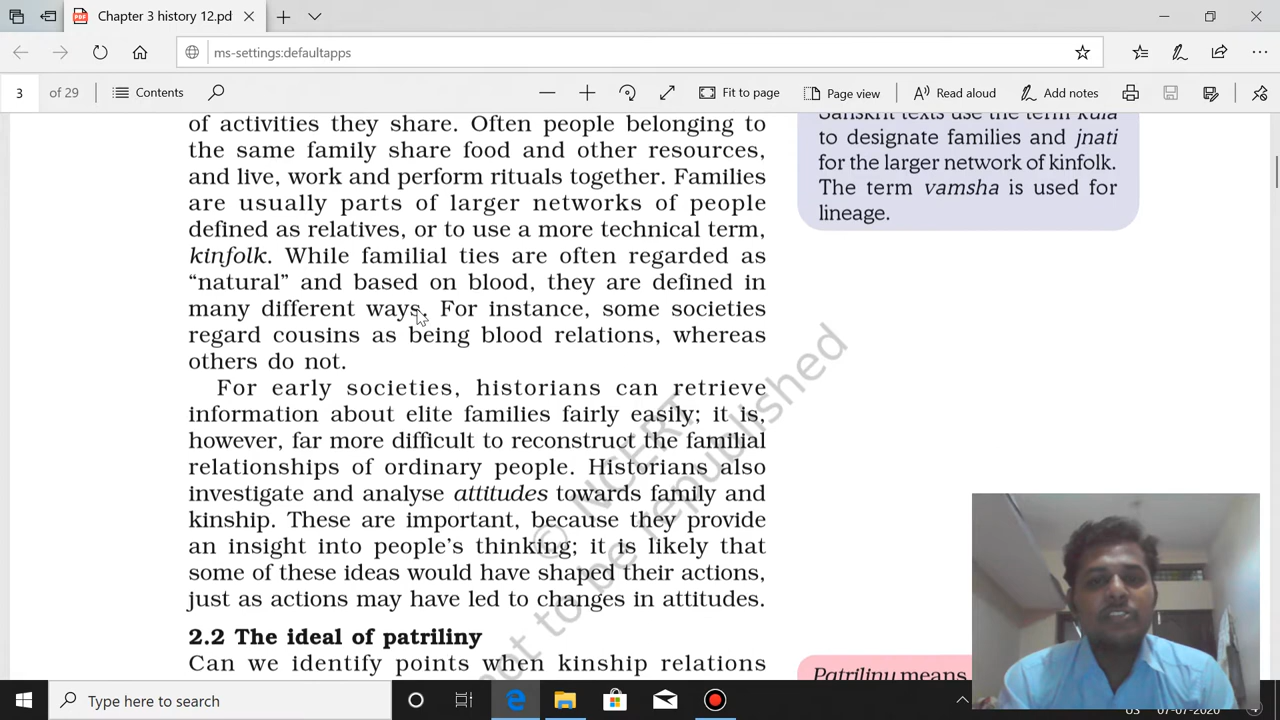 Chapter 3 history 12.pd
ms-settings:defaultapps
3 of 29 Contents Fit to page Page view Read aloud Add notes
of activities they share. Often people belonging to
the same family share food and other resources,
and live, work and perform rituals together. Families
are usually parts of larger networks of people
defined as relatives, or to use a more technical term,
kinfolk. While familial ties are often regarded as
“natural” and based on blood, they are defined in
many different ways. For instance, some societies
regard cousins as being blood relations, whereas
others do not.
For early societies, historians can retrieve
information about elite families fairly easily; it is,
however, far more difficult to reconstruct the familial
relationships of ordinary people. Historians also
investigate and analyse attitudes towards family and
kinship. These are important, because they provide
an insight into people’s thinking; it is likely that
some of these ideas would have shaped their actions,
just as actions may have led to changes in attitudes.
2.2 The ideal of patriliny
Can we identify points when kinship relations
Sanskrit texts use the term kula
to designate families and jnati
for the larger network of kinfolk.
The term vamsha is used for
lineage.
Patriliny means
© NCERT
not to be republished
Type here to search
US
07-07-2020